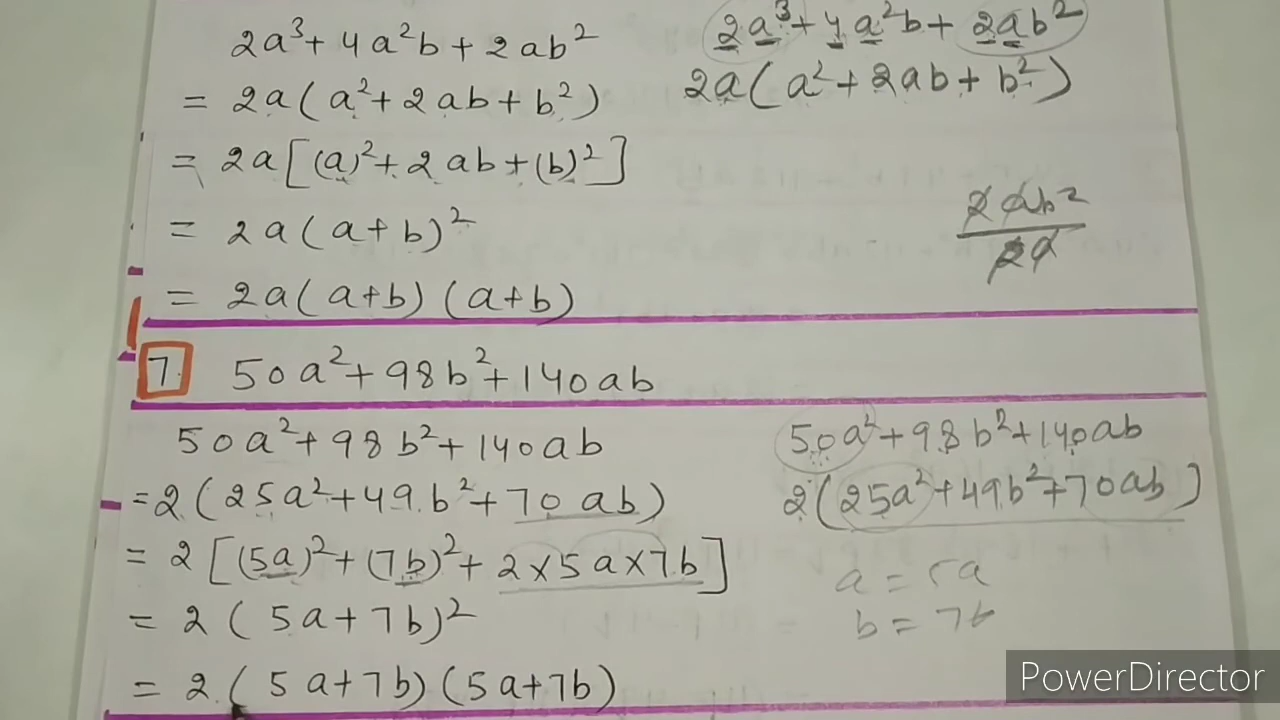 2a³ + 4a²b + 2ab²
2a³ + 4a²b + 2ab²
= 2a(a² + 2ab + b²)
2a(a² + 2ab + b²)
= 2a[(a)² + 2ab + (b)²]
= 2a(a + b)²
2ab²
2a
= 2a(a+b)(a+b)
7. 50a² + 98b² + 140ab
50a² + 98b² + 140ab
50a² + 98b² + 140ab
= 2(25a² + 49b² + 70ab)
2(25a² + 49b² + 70ab)
= 2[(5a)² + (7b)² + 2×5a×7b]
a = 5a
= 2(5a + 7b)²
b = 7b
= 2(5a+7b)(5a+7b)
PowerDirector